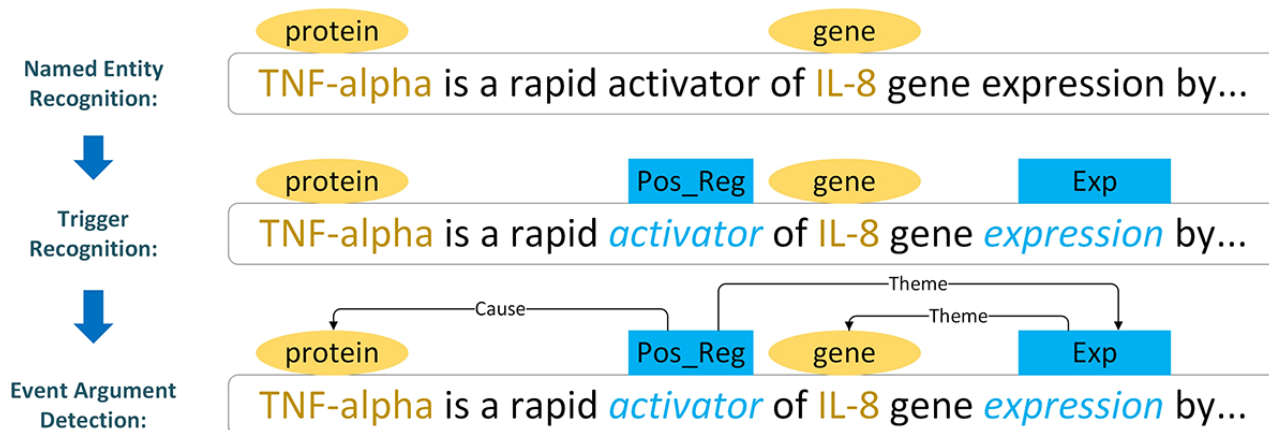 protein gene
Named Entity
Recognition:
TNF-alpha is a rapid activator of IL-8 gene expression by...
protein Pos_Reg gene Exp
Trigger
Recognition:
TNF-alpha is a rapid activator of IL-8 gene expression by...
Theme
Cause Theme
protein Pos_Reg gene Exp
Event Argument
Detection:
TNF-alpha is a rapid activator of IL-8 gene expression by...